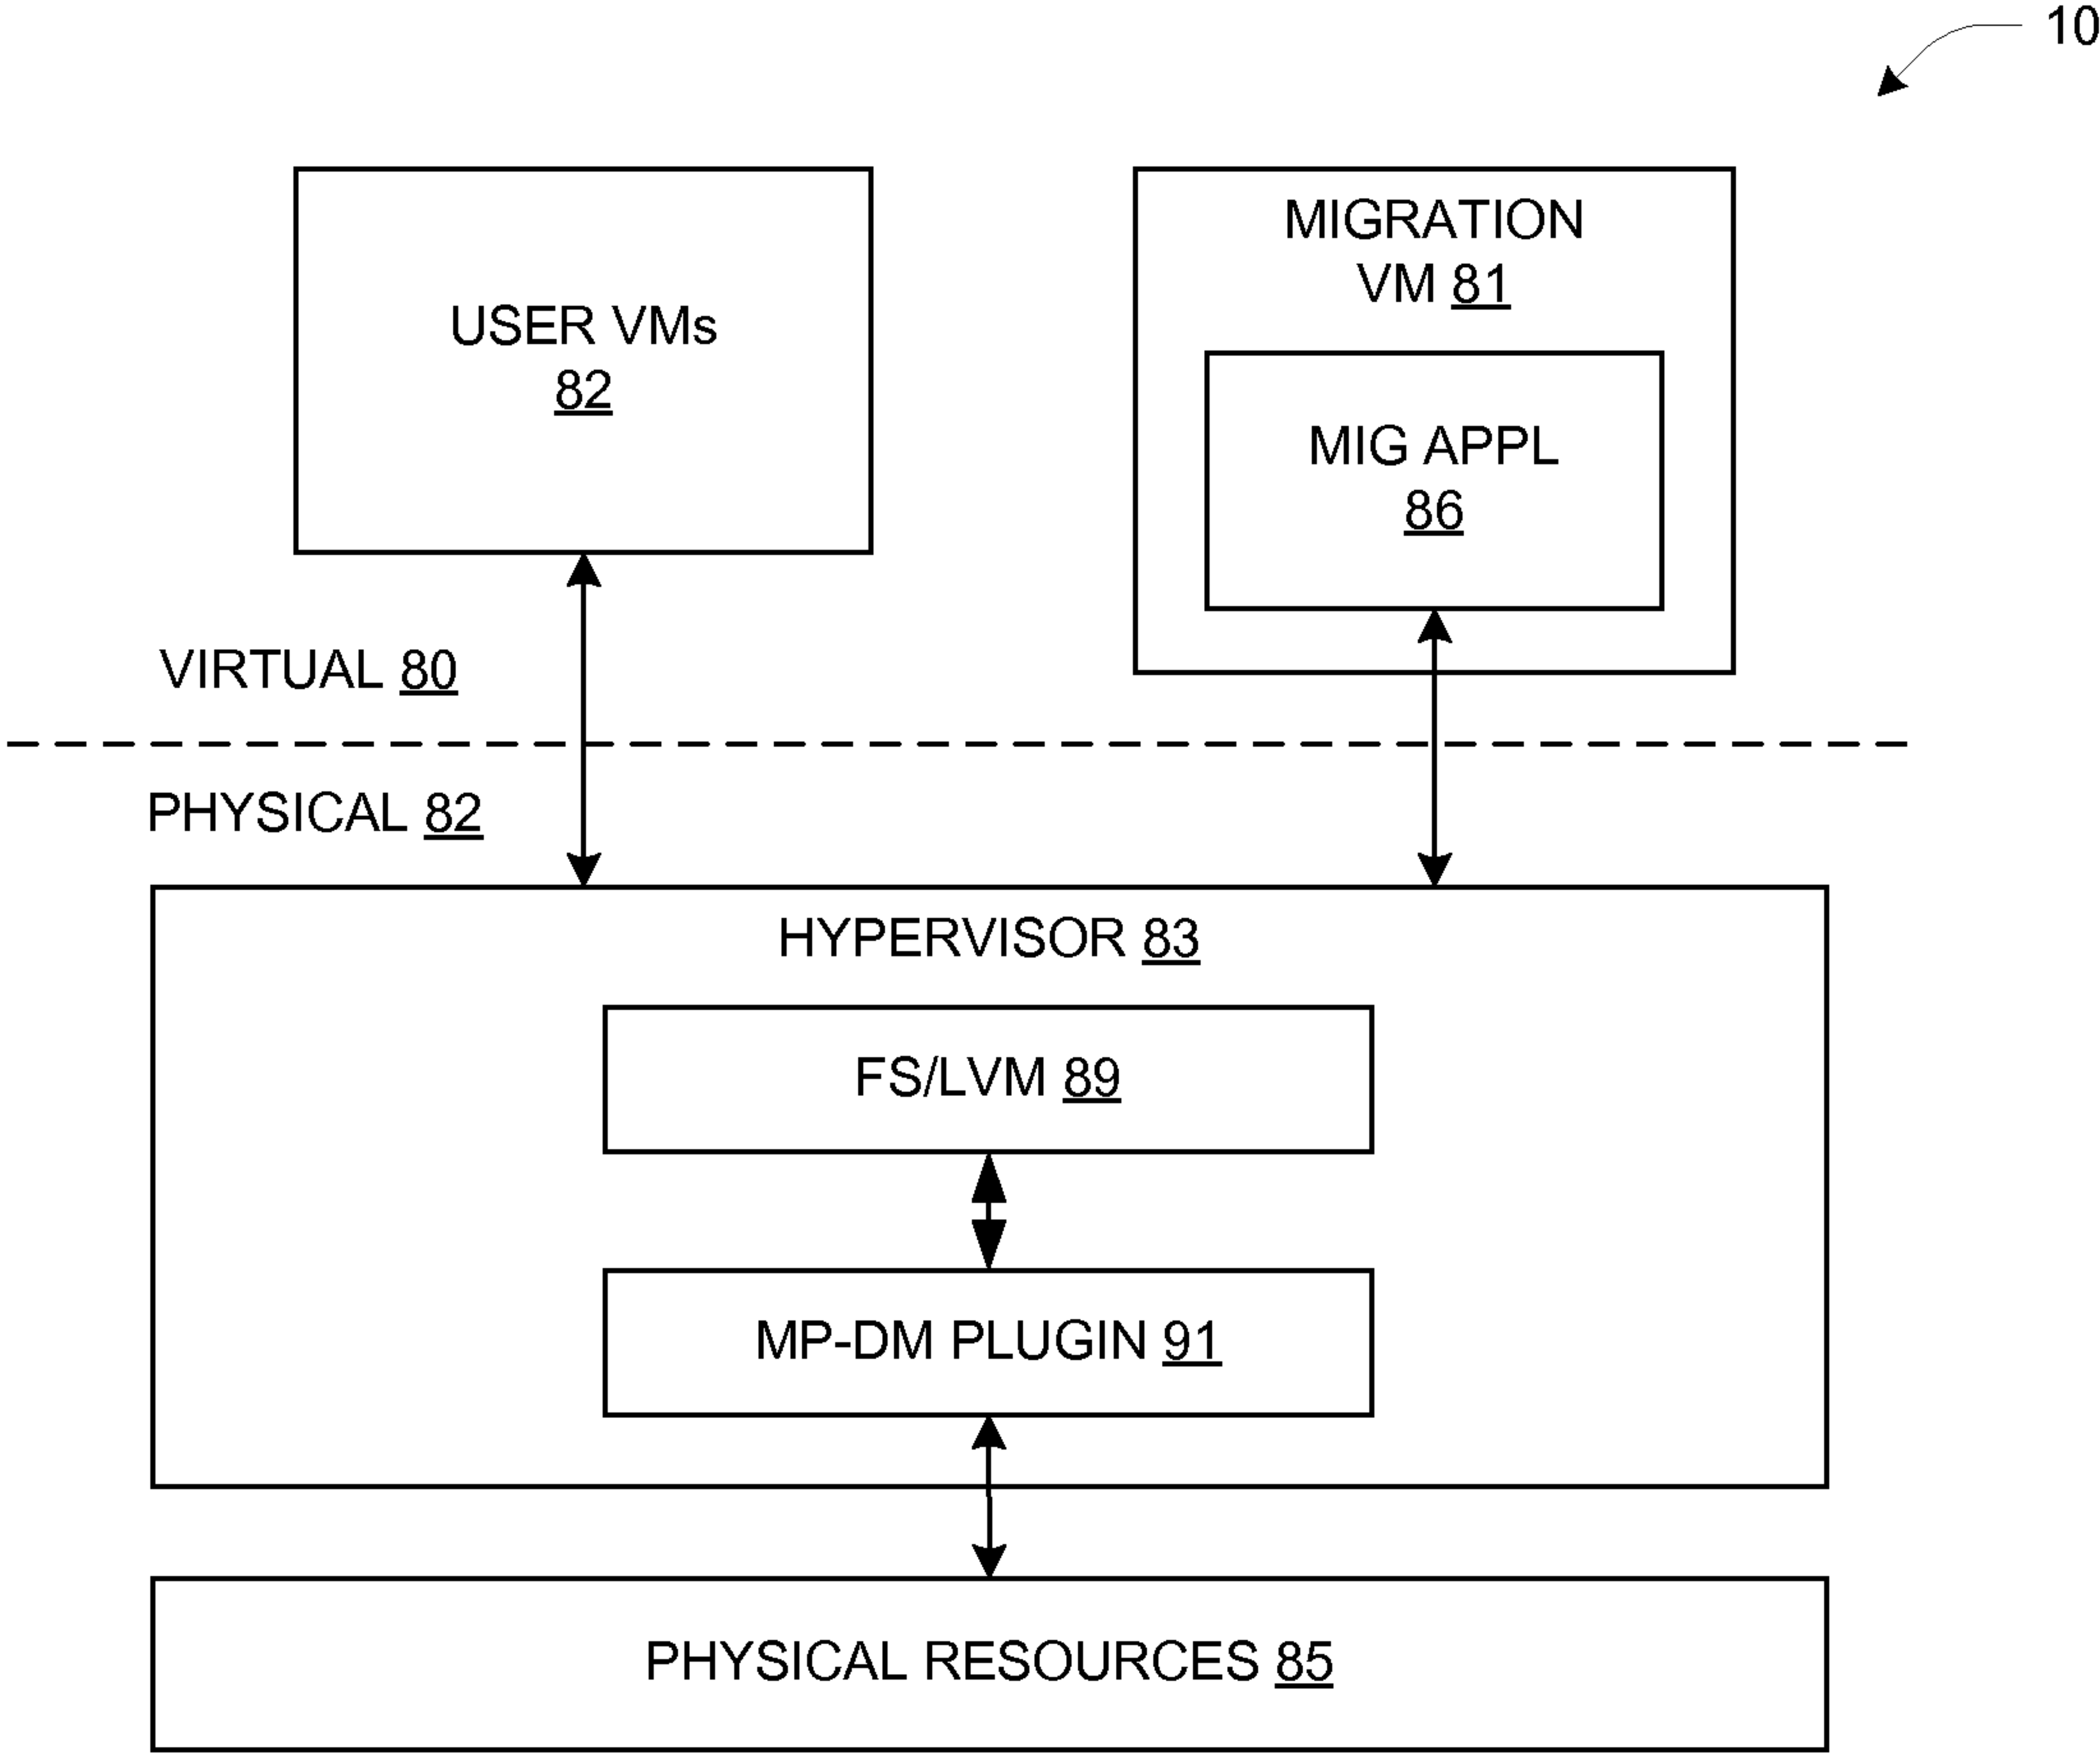 10
USER VMs
82
MIGRATION
VM 81
MIG APPL
86
VIRTUAL 80
PHYSICAL 82
HYPERVISOR 83
FS/LVM 89
MP-DM PLUGIN 91
PHYSICAL RESOURCES 85